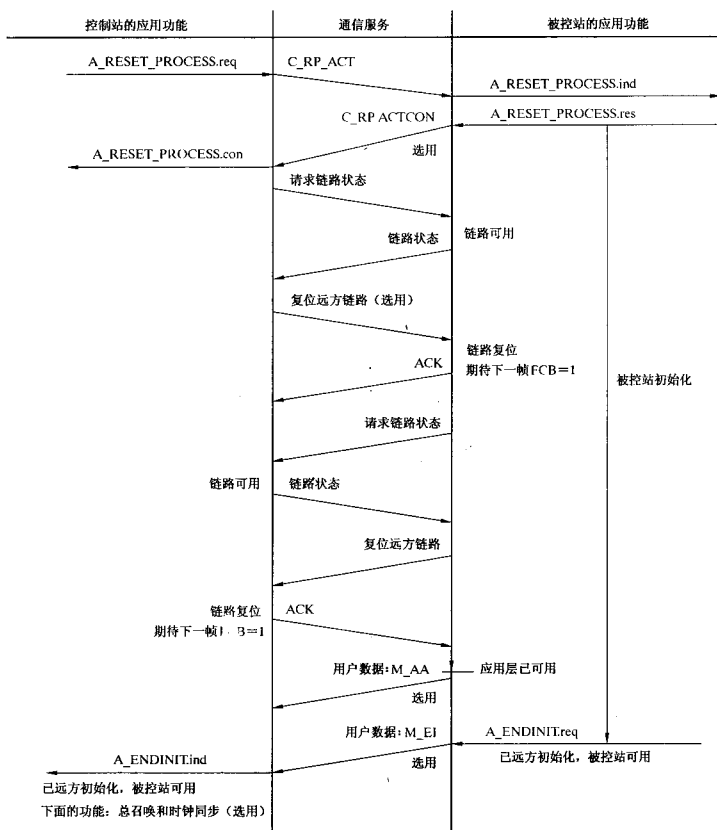 控制站的应用功能 通信服务 被控站的应用功能
A_RESET_PROCESS.req C_RP_ACT
A_RESET_PROCESS.ind
C_RP ACTCON A_RESET_PROCESS.res
选用
A_RESET_PROCESS.con
请求链路状态
链路状态 链路可用
复位远方链路（选用）
链路复位
ACK 期待下一帧FCB＝1
被控站初始化
请求链路状态
链路可用 链路状态
复位远方链路
链路复位 ACK
期待下一帧 B＝1
用户数据：M_AA 应用层已可用
选用
用户数据：M_EI A_ENDINIT.req
选用 已远方初始化，被控站可用
A_ENDINIT.ind
已远方初始化，被控站可用
下面的功能：总召唤和时钟同步（选用）